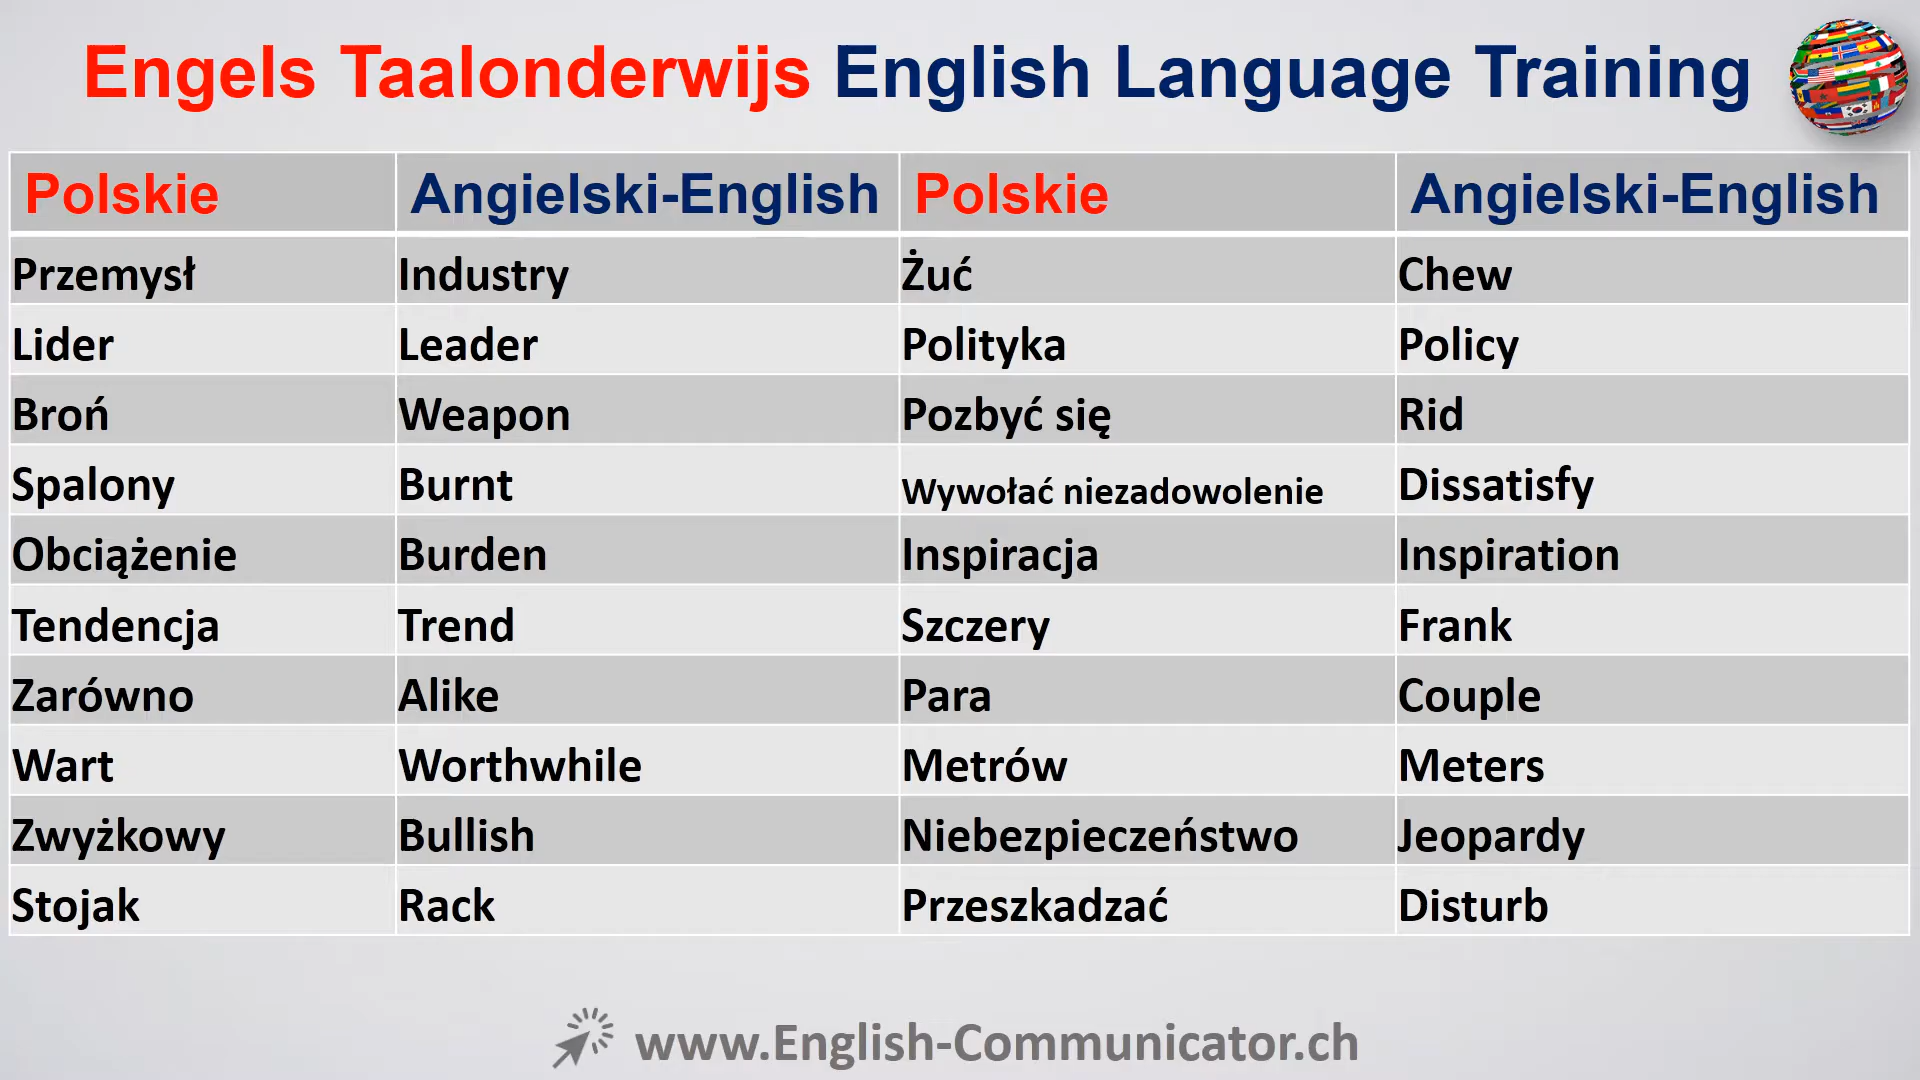 Engels Taalonderwijs English Language Training
Polskie Angielski-English Polskie Angielski-English
Przemysł Industry Żuć Chew
Lider Leader Polityka Policy
Broń Weapon Pozbyć się Rid
Spalony Burnt Wywołać niezadowolenie Dissatisfy
Obciążenie Burden Inspiracja Inspiration
Tendencja Trend Szczery Frank
Zarówno Alike Para Couple
Wart Worthwhile Metrów Meters
Zwyżkowy Bullish Niebezpieczeństwo Jeopardy
Stojak Rack Przeszkadzać Disturb
www.English-Communicator.ch